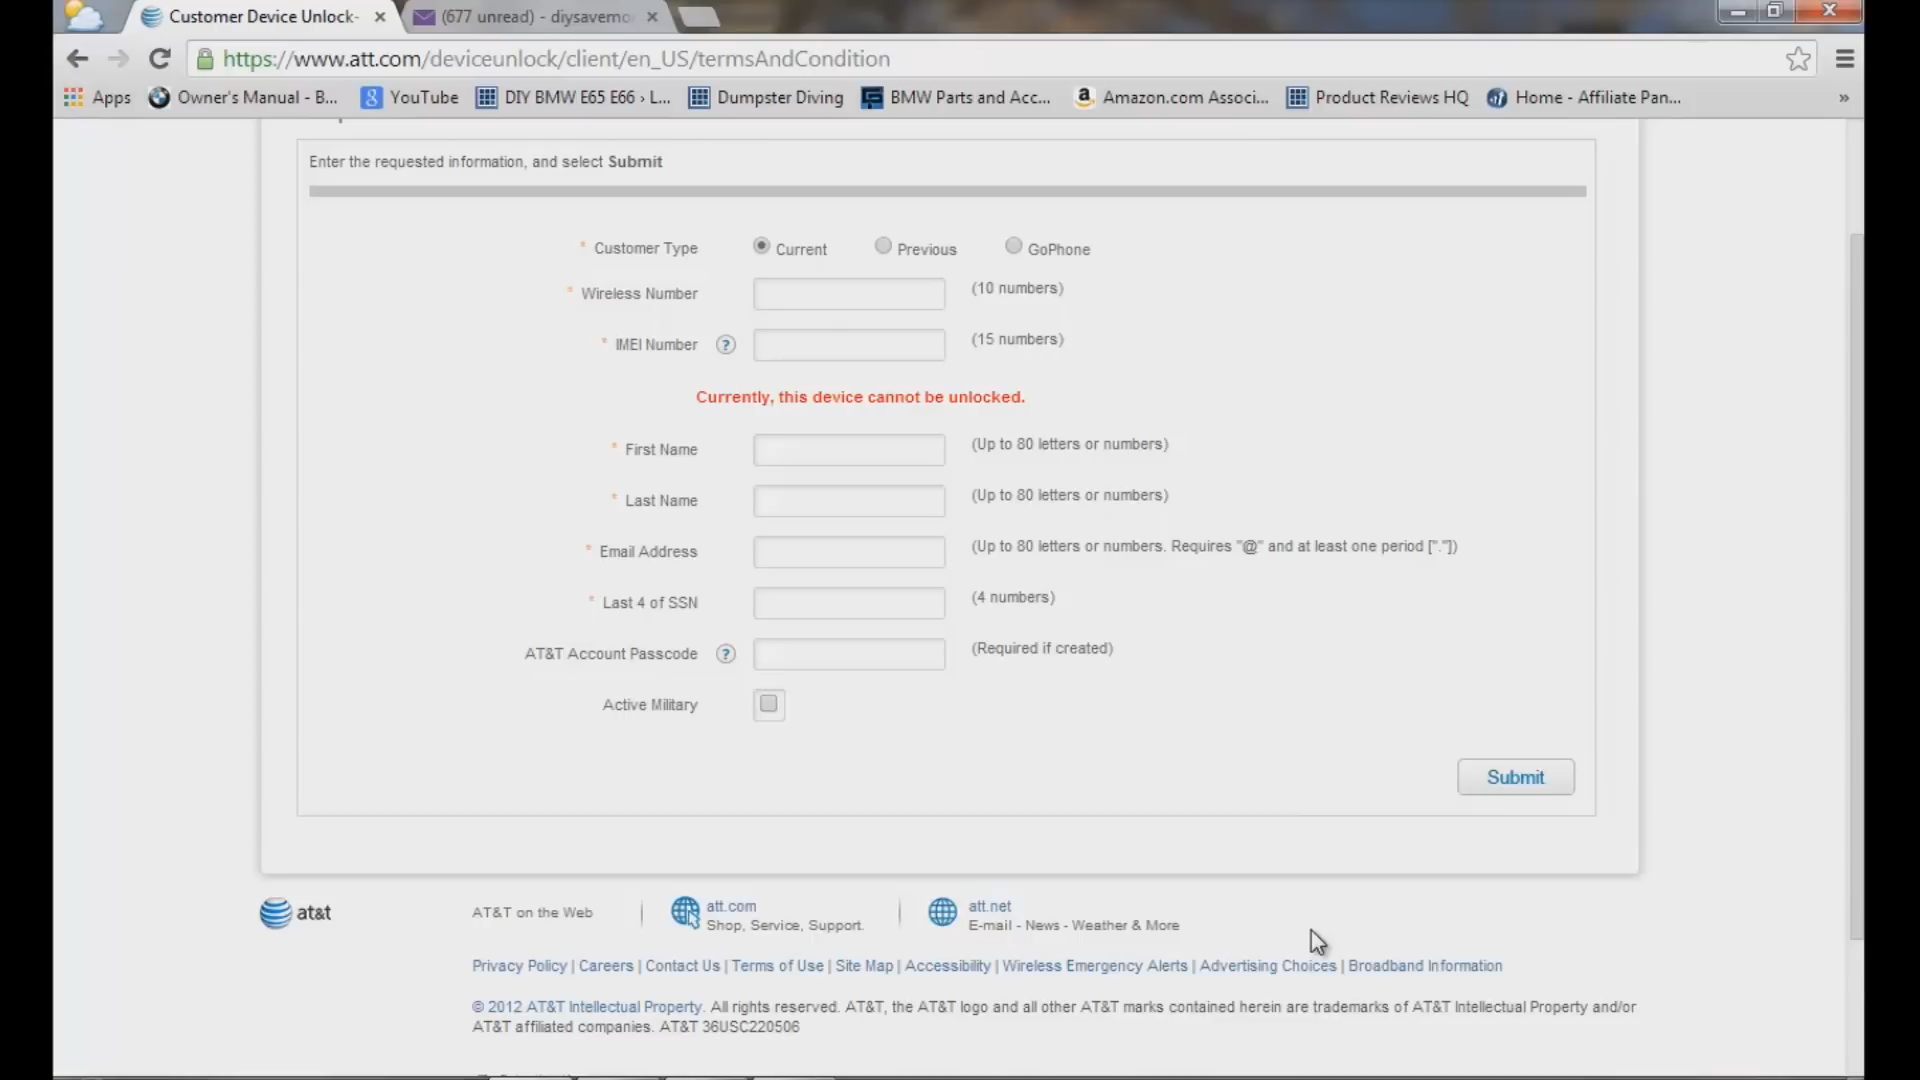 Customer Device Unlock-
(677 unread) - diysavemo
https://www.att.com/deviceunlock/client/en_US/termsAndCondition
Apps
Owner's Manual - B...
YouTube
DIY BMW E65 E66 › L...
Dumpster Diving
BMW Parts and Acc...
Amazon.com Associ...
Product Reviews HQ
Home - Affiliate Pan...
»
Enter the requested information, and select Submit
* Customer Type
Current
Previous
GoPhone
* Wireless Number
(10 numbers)
* IMEI Number
?
(15 numbers)
Currently, this device cannot be unlocked.
* First Name
(Up to 80 letters or numbers)
* Last Name
(Up to 80 letters or numbers)
* Email Address
(Up to 80 letters or numbers. Requires "@" and at least one period ["."])
* Last 4 of SSN
(4 numbers)
AT&T Account Passcode
?
(Required if created)
Active Military
Submit
at&t
AT&T on the Web
att.com
Shop, Service, Support.
att.net
E-mail - News - Weather & More
Privacy Policy | Careers | Contact Us | Terms of Use | Site Map | Accessibility | Wireless Emergency Alerts | Advertising Choices | Broadband Information
© 2012 AT&T Intellectual Property. All rights reserved. AT&T, the AT&T logo and all other AT&T marks contained herein are trademarks of AT&T Intellectual Property and/or
AT&T affiliated companies. AT&T 36USC220506